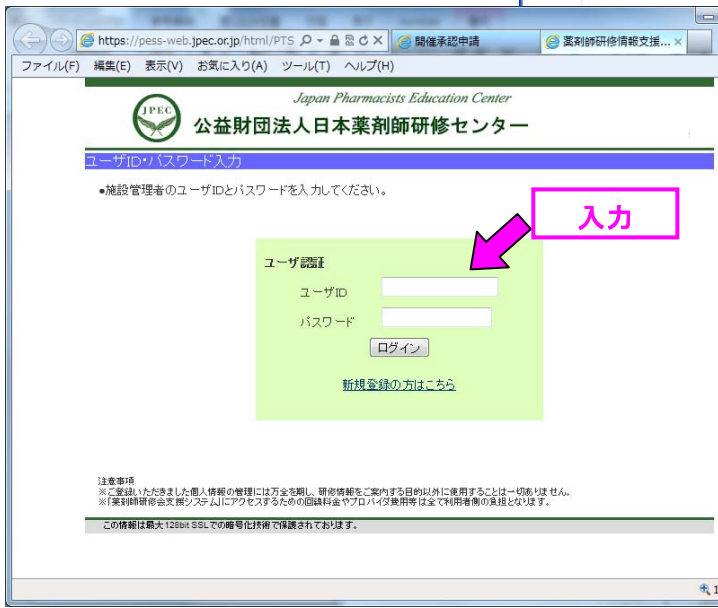 https://pess-web.jpec.or.jp/html/PTS
開催承認申請
薬剤師研修情報支援...
ファイル(F) 編集(E) 表示(V) お気に入り(A) ツール(T) ヘルプ(H)
JPEC
Japan Pharmacists Education Center
公益財団法人日本薬剤師研修センター
ユーザID・パスワード入力
●施設管理者のユーザIDとパスワードを入力してください。
入力
ユーザ認証
ユーザID
パスワード
ログイン
新規登録の方はこちら
注意事項
※ご登録いただきました個人情報の管理には万全を期し、研修情報をご案内する目的以外に使用することは一切ありません。
※「薬剤師研修会支援システム」にアクセスするための回線料金やプロバイダ費用等は全て利用者側の負担となります。
この情報は最大128bit SSLでの暗号化技術で保護されております。